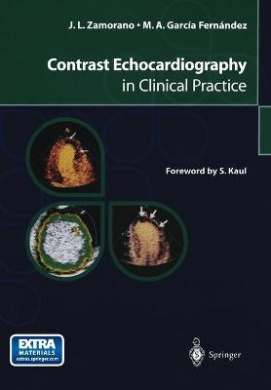 J. L. Zamorano • M. A. García Fernández
Contrast Echocardiography
in Clinical Practice
Foreword by S. Kaul
EXTRA
MATERIALS
extras.springer.com
Springer